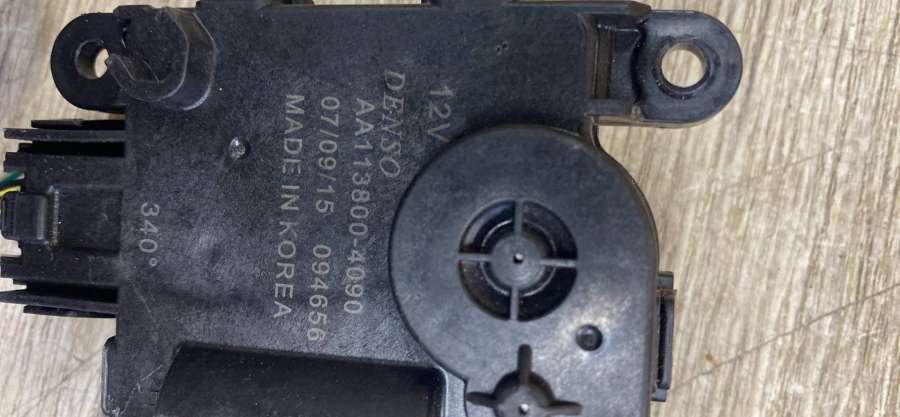 12V
DENSO
AA113800-4090
07/09/15 094656
MADE IN KOREA
340°